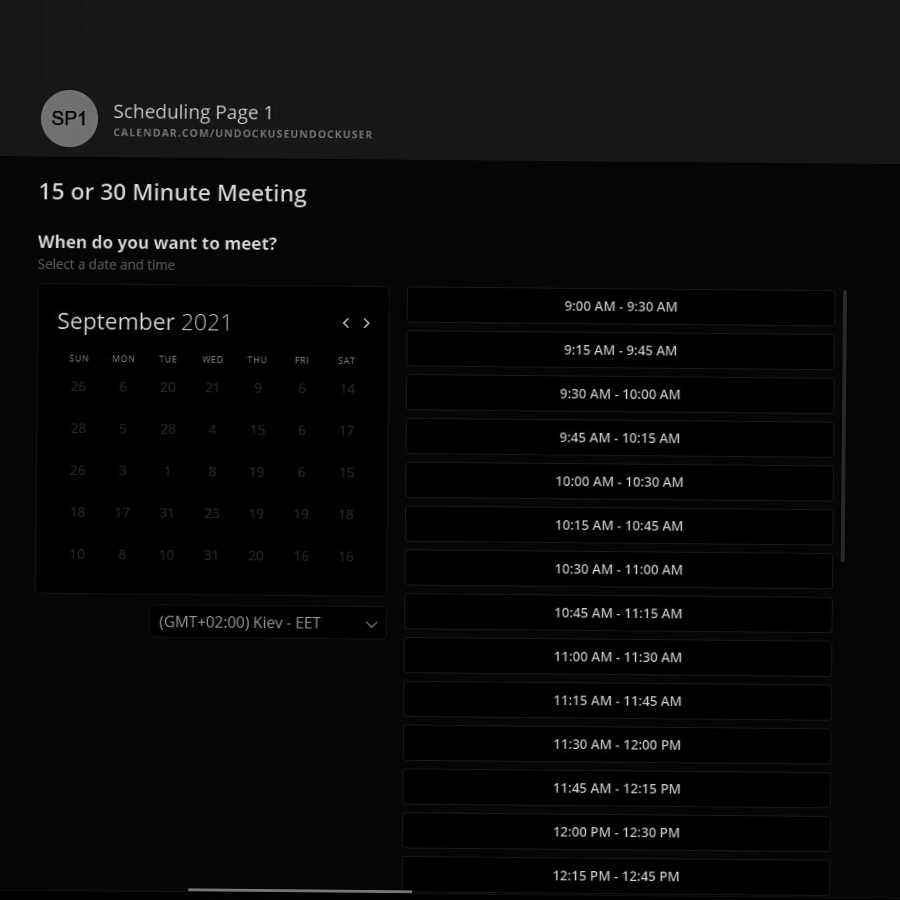 SP1
Scheduling Page 1
CALENDAR.COM/UNDOCKUSEUNDOCKUSER
15 or 30 Minute Meeting
When do you want to meet?
Select a date and time
September 2021
SUN MON TUE WED THU FRI SAT
26 6 20 21 9 6 14
28 5 28 4 15 6 17
26 3 1 8 19 6 15
18 17 31 23 19 19 18
10 8 10 31 20 16 16
(GMT+02:00) Kiev - EET
9:00 AM - 9:30 AM
9:15 AM - 9:45 AM
9:30 AM - 10:00 AM
9:45 AM - 10:15 AM
10:00 AM - 10:30 AM
10:15 AM - 10:45 AM
10:30 AM - 11:00 AM
10:45 AM - 11:15 AM
11:00 AM - 11:30 AM
11:15 AM - 11:45 AM
11:30 AM - 12:00 PM
11:45 AM - 12:15 PM
12:00 PM - 12:30 PM
12:15 PM - 12:45 PM